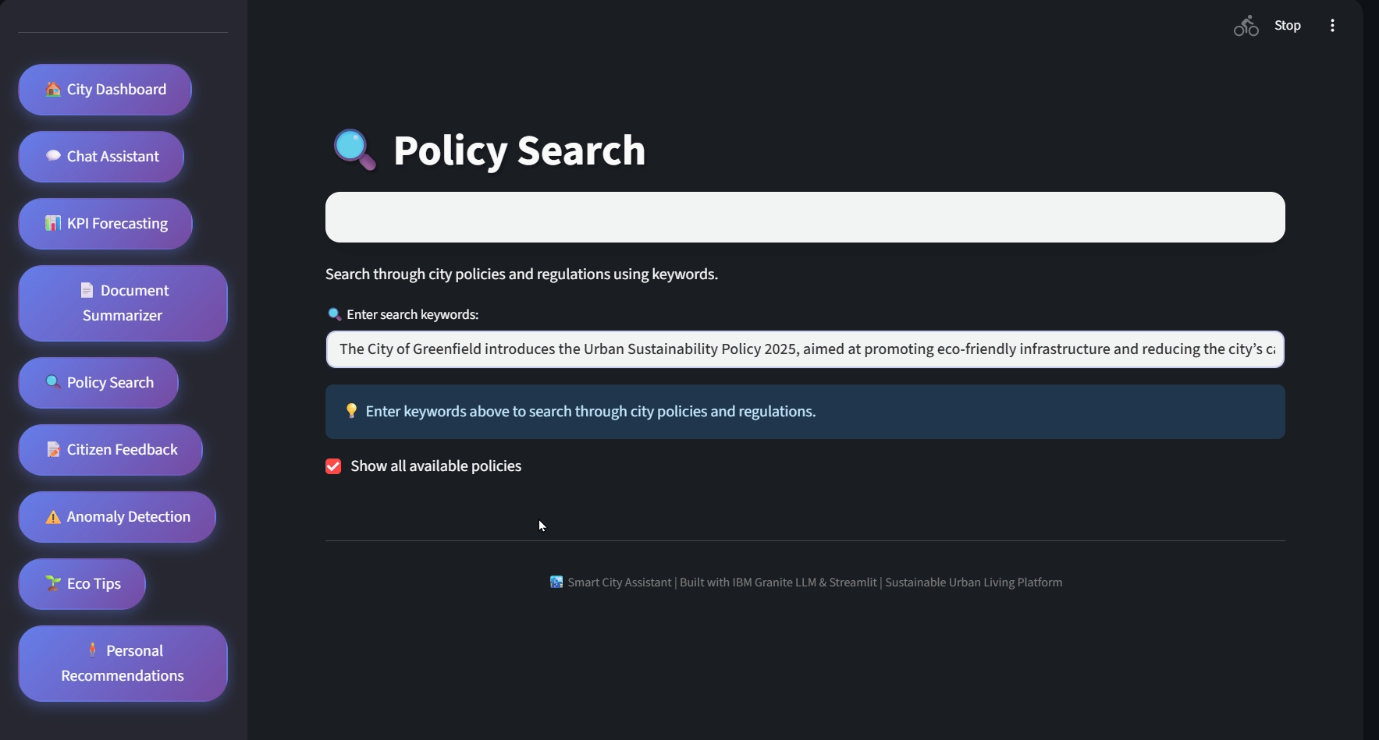 Stop
City Dashboard
Chat Assistant
KPI Forecasting
Document
Summarizer
Policy Search
Citizen Feedback
Anomaly Detection
Eco Tips
Personal
Recommendations
Policy Search
Search through city policies and regulations using keywords.
Enter search keywords:
The City of Greenfield introduces the Urban Sustainability Policy 2025, aimed at promoting eco-friendly infrastructure and reducing the city’s
Enter keywords above to search through city policies and regulations.
Show all available policies
Smart City Assistant | Built with IBM Granite LLM & Streamlit | Sustainable Urban Living Platform